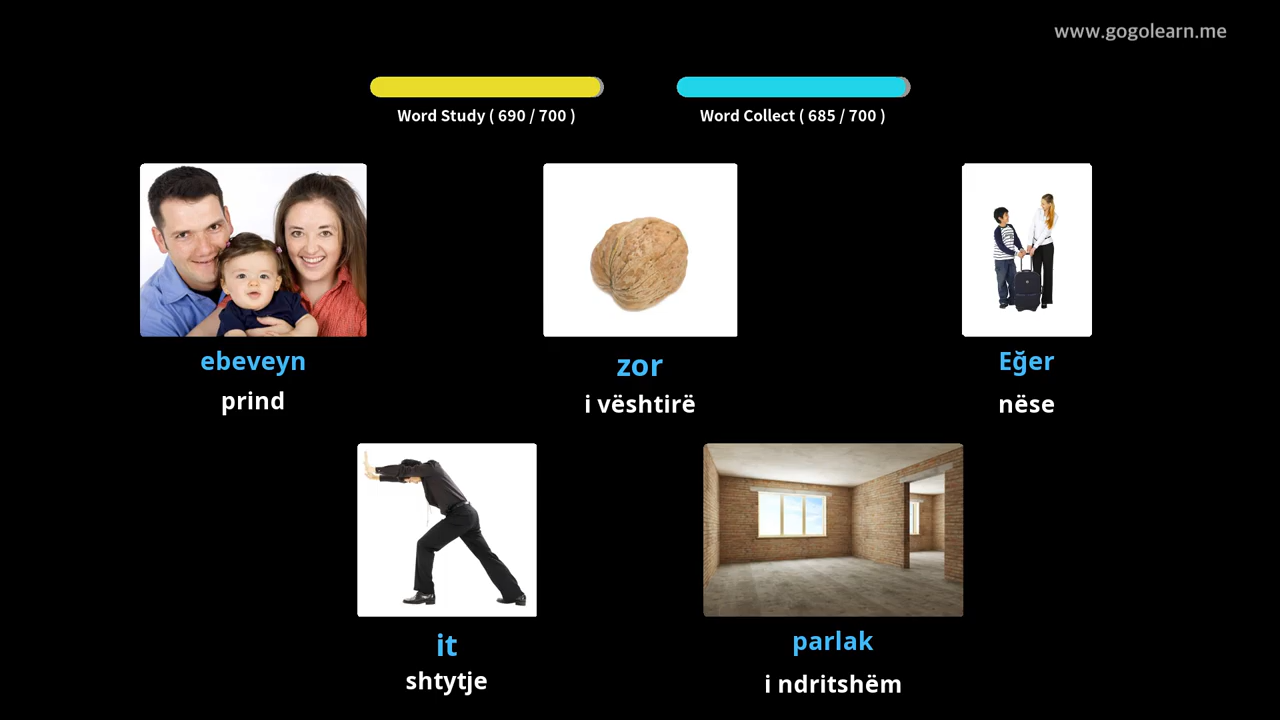 www.gogolearn.me
Word Study ( 690 / 700 )
Word Collect ( 685 / 700 )
ebeveyn
prind
zor
i vështirë
Eğer
nëse
it
shtytje
parlak
i ndritshëm